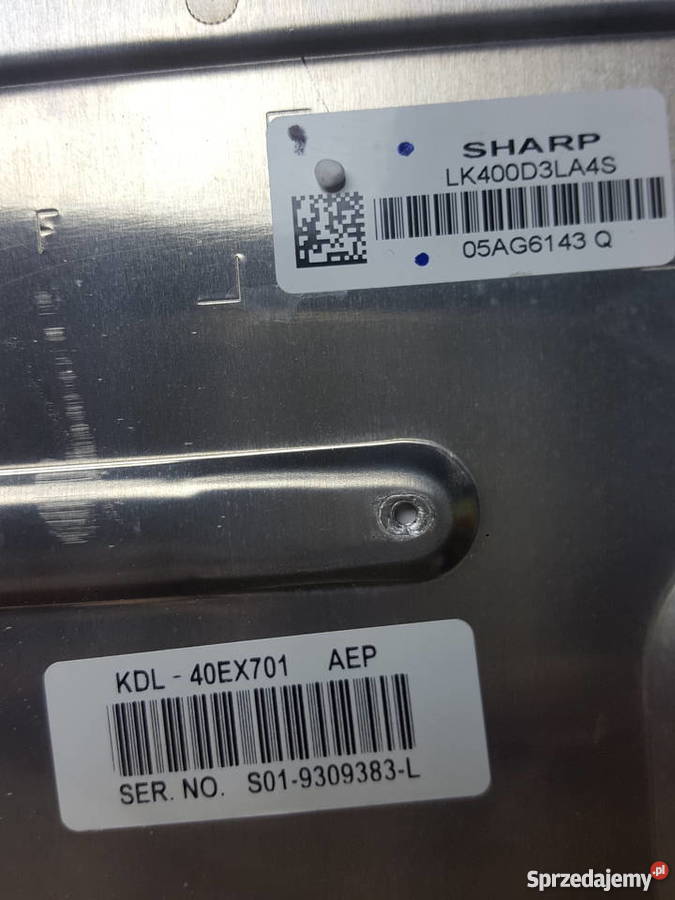 SHARP
LK400D3LA4S
05AG6143 Q
F
KDL - 40EX701 AEP
SER. NO. S01-9309383-L
Sprzedajemy.pl